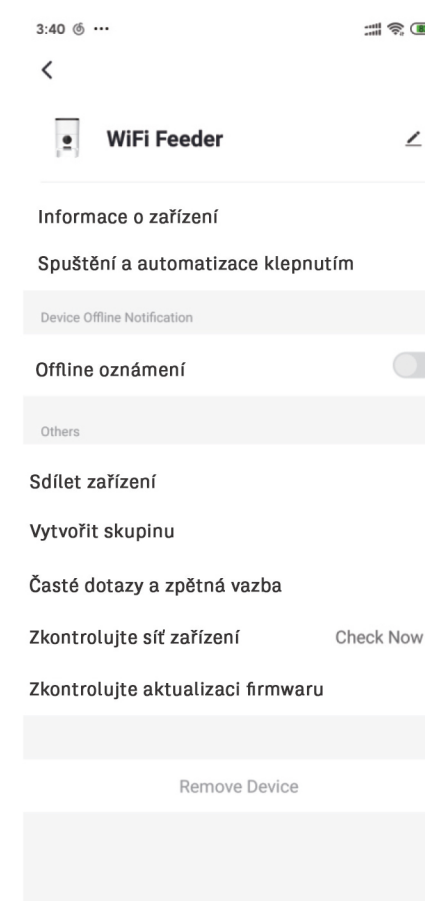 3:40 ...
WiFi Feeder
Informace o zařízení
Spuštění a automatizace klepnutím
Device Offline Notification
Offline oznámení
Others
Sdílet zařízení
Vytvořit skupinu
Časté dotazy a zpětná vazba
Zkontrolujte síť zařízení Check Now
Zkontrolujte aktualizaci firmwaru
Remove Device